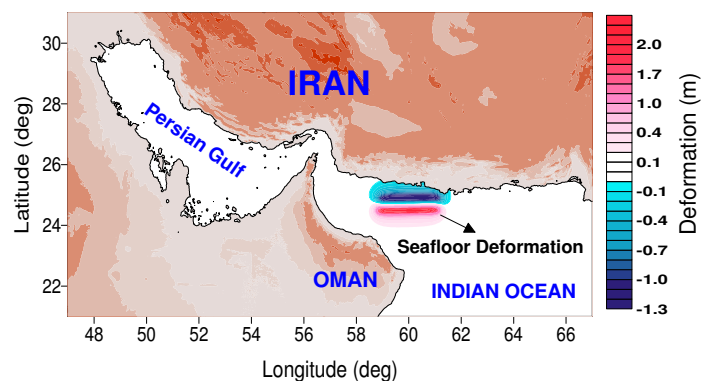 30
28
26
24
22
Latitude (deg)
IRAN
Persian Gulf
Seafloor Deformation
OMAN
INDIAN OCEAN
48 50 52 54 56 58 60 62 64 66
Longitude (deg)
2.0
1.7
1.0
0.4
0.1
-0.1
-0.4
-0.7
-1.0
-1.3
Deformation (m)